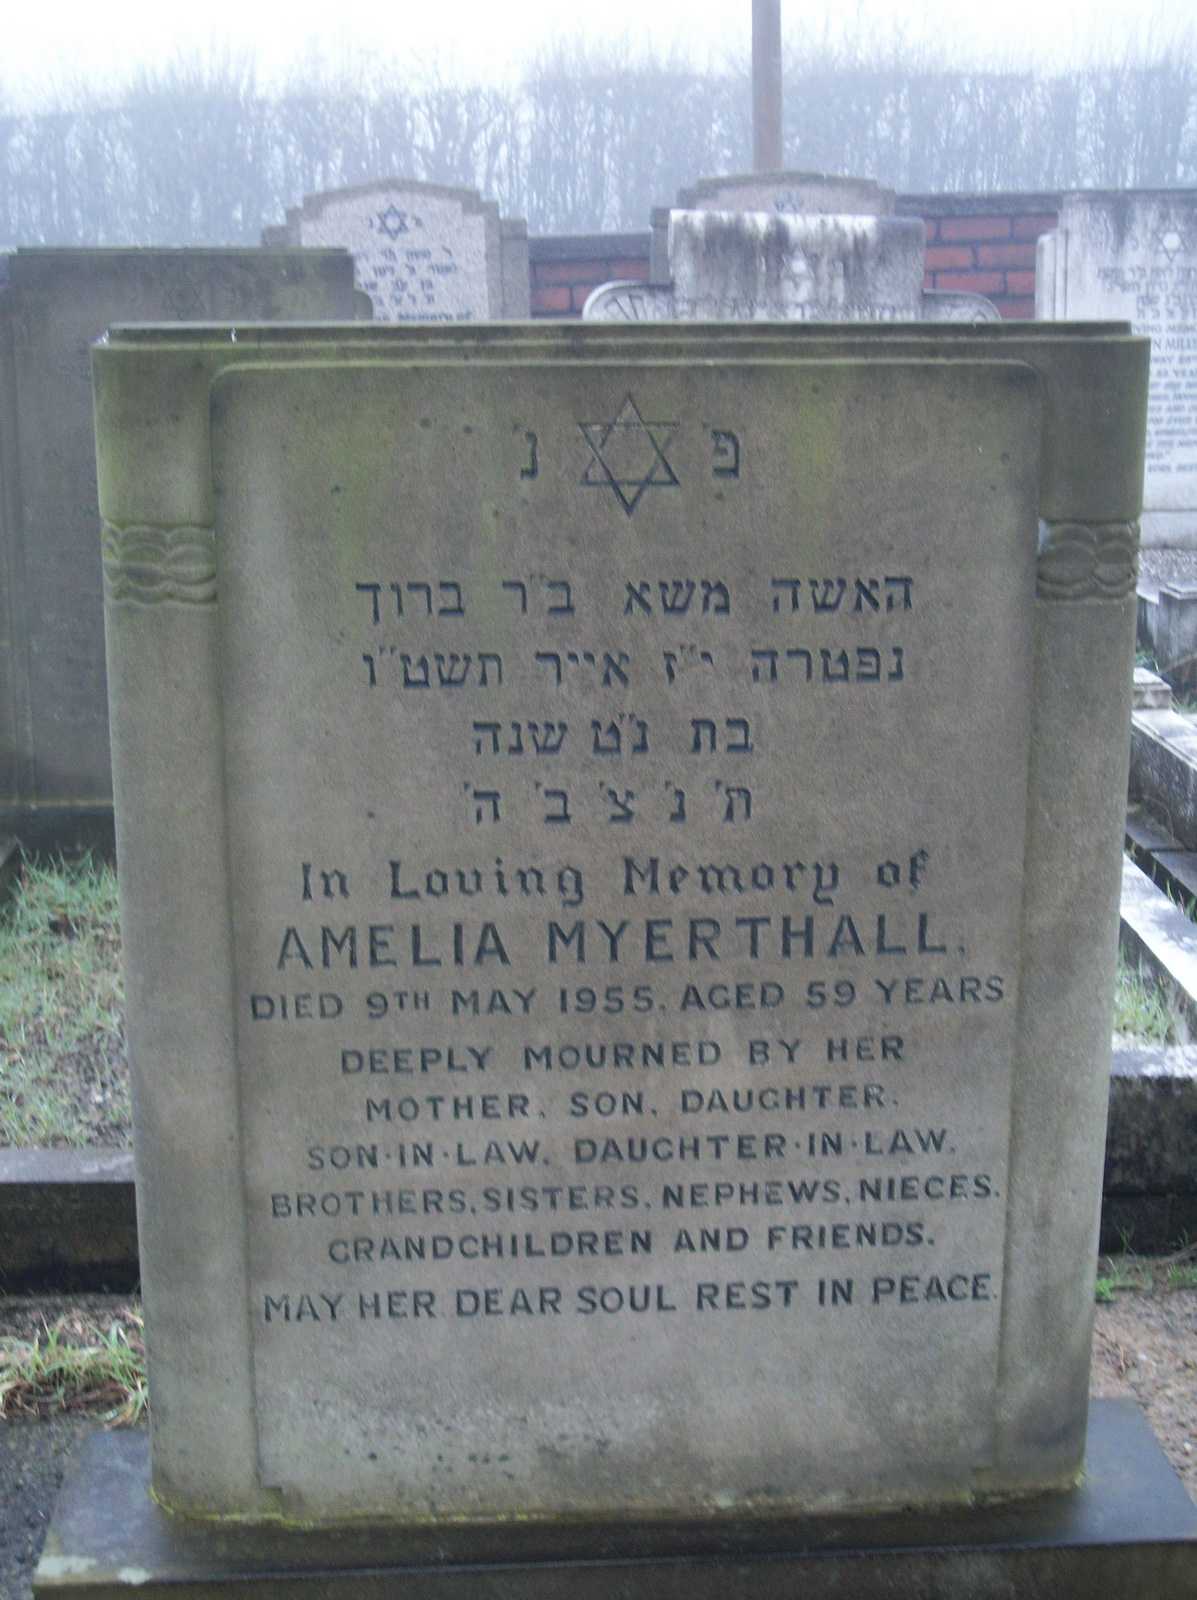 פ' נ'
האשה משא ב"ר ברוך
נפטרה י"ז אייר תשט"ו
בת נ"ט שנה
ת' נ' צ' ב' ה'
In Loving Memory of
AMELIA MYERTHALL.
DIED 9TH MAY 1955. AGED 59 YEARS
DEEPLY MOURNED BY HER
MOTHER, SON, DAUGHTER,
SON-IN-LAW, DAUGHTER-IN-LAW,
BROTHERS, SISTERS, NEPHEWS, NIECES,
GRANDCHILDREN AND FRIENDS.
MAY HER DEAR SOUL REST IN PEACE.